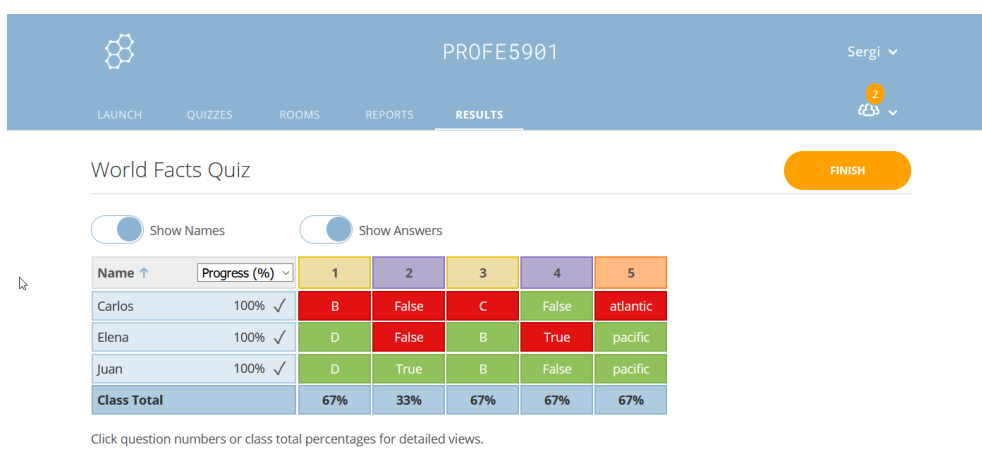 PROFE5901
Sergi
2
LAUNCH QUIZZES ROOMS REPORTS RESULTS
World Facts Quiz
FINISH
Show Names Show Answers
Name Progress (%) 1 2 3 4 5
Carlos 100% B False C False atlantic
Elena 100% D False B True pacific
Juan 100% D True B False pacific
Class Total 67% 33% 67% 67% 67%
Click question numbers or class total percentages for detailed views.